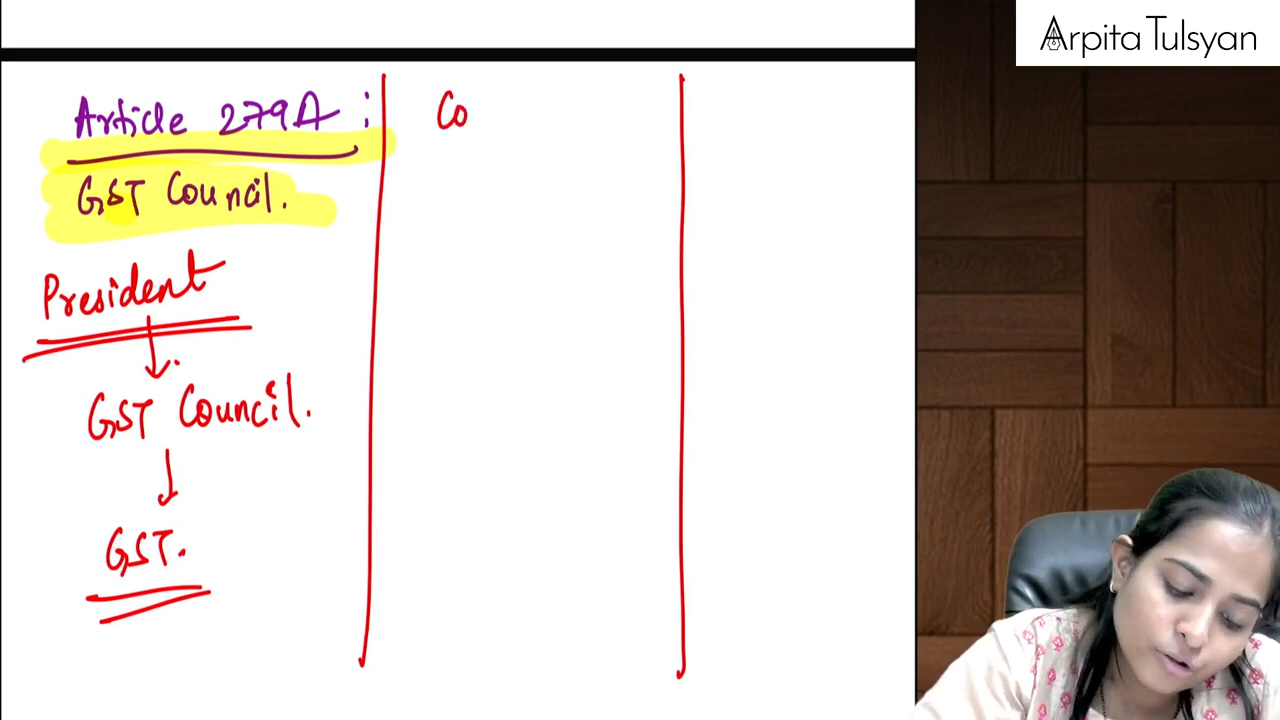 Arpita Tulsyan
Article 279A :
GST Council.
President
GST Council.
GST.
Co